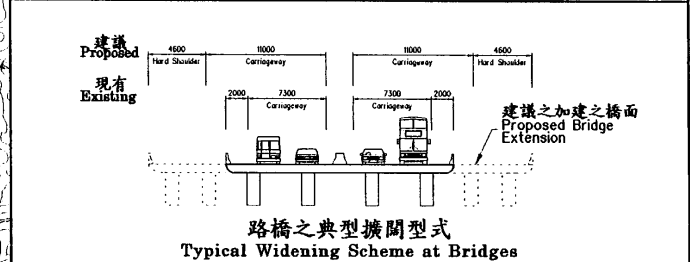 建議
Proposed
4600
11000
11000
4600
Hard Shoulder
Carriageway
Carriageway
Hard Shoulder
現有
Existing
2000
7300
7300
2000
Carriageway
Carriageway
建議之加建之橋面
Proposed Bridge
Extension
路橋之典型擴闊型式
Typical Widening Scheme at Bridges